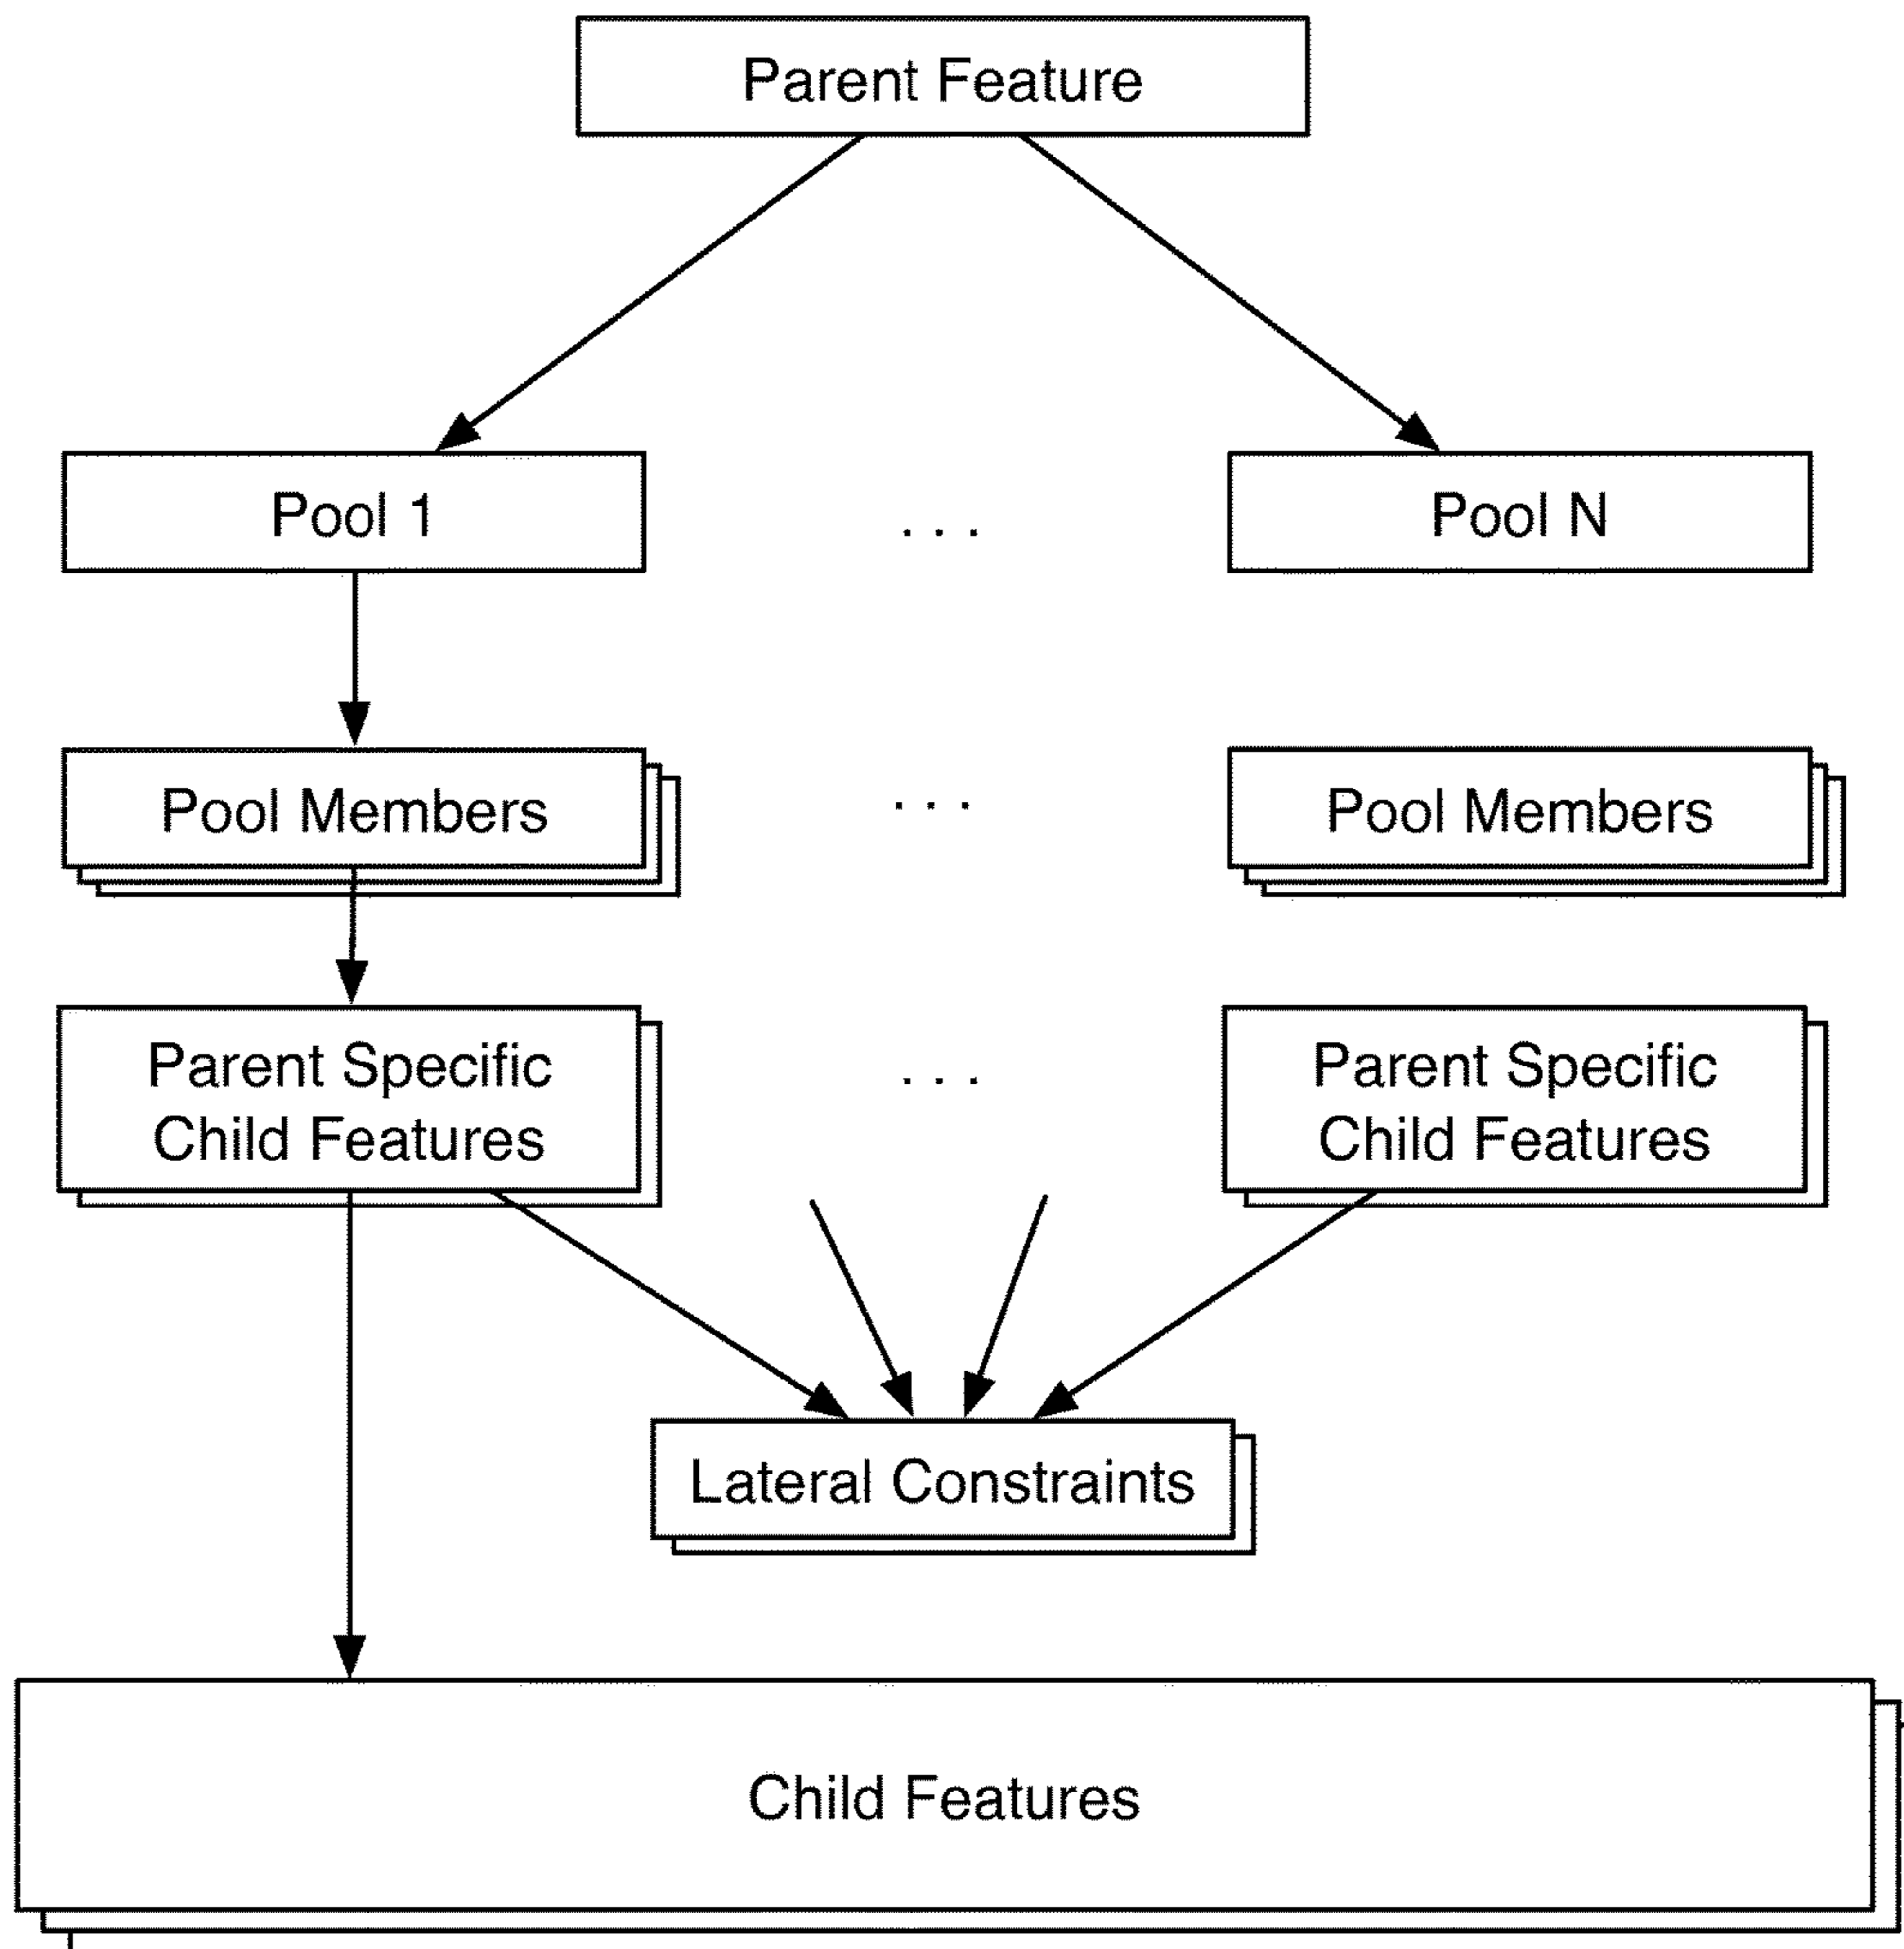 Parent Feature
Pool 1
. . .
Pool N
Pool Members
. . .
Pool Members
Parent Specific
Child Features
. . .
Parent Specific
Child Features
Lateral Constraints
Child Features